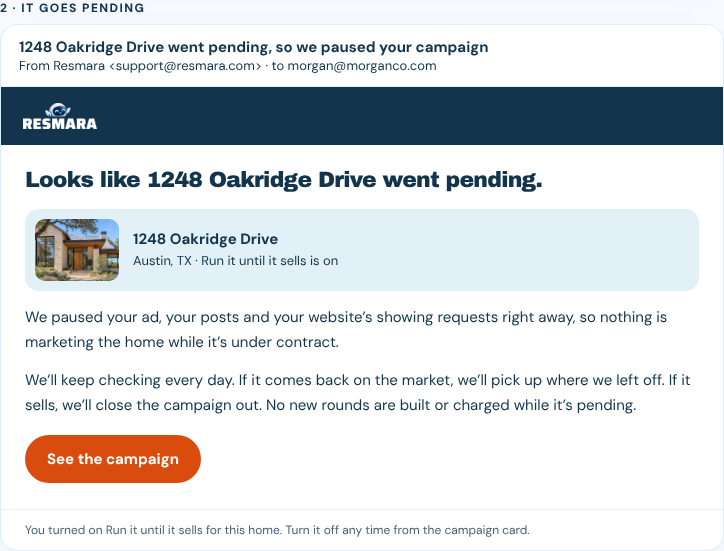 2 · IT GOES PENDING
1248 Oakridge Drive went pending, so we paused your campaign
From Resmara <support@resmara.com> · to morgan@morganco.com
RESMARA
Looks like 1248 Oakridge Drive went pending.
1248 Oakridge Drive
Austin, TX · Run it until it sells is on
We paused your ad, your posts and your website’s showing requests right away, so nothing is
marketing the home while it’s under contract.
We’ll keep checking every day. If it comes back on the market, we’ll pick up where we left off. If it
sells, we’ll close the campaign out. No new rounds are built or charged while it’s pending.
See the campaign
You turned on Run it until it sells for this home. Turn it off any time from the campaign card.